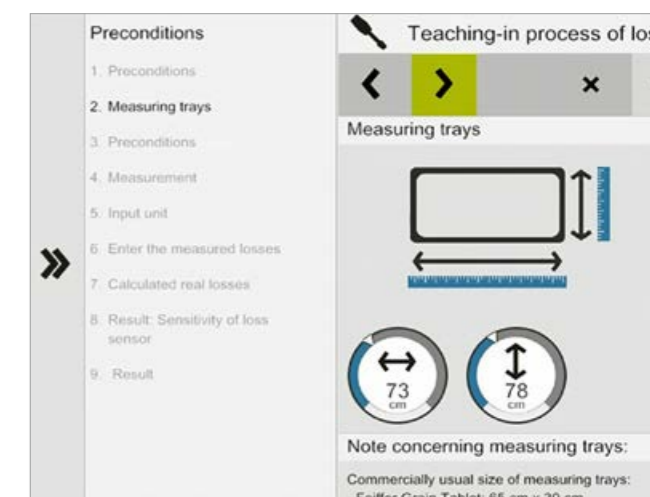 Preconditions
1. Preconditions
2. Measuring trays
3. Preconditions
4. Measurement
5. Input unit
6. Enter the measured losses
7. Calculated real losses
8. Result: Sensitivity of loss
sensor
9. Result
Teaching-in process of los
Measuring trays
73
cm
78
cm
Note concerning measuring trays:
Commercially usual size of measuring trays: